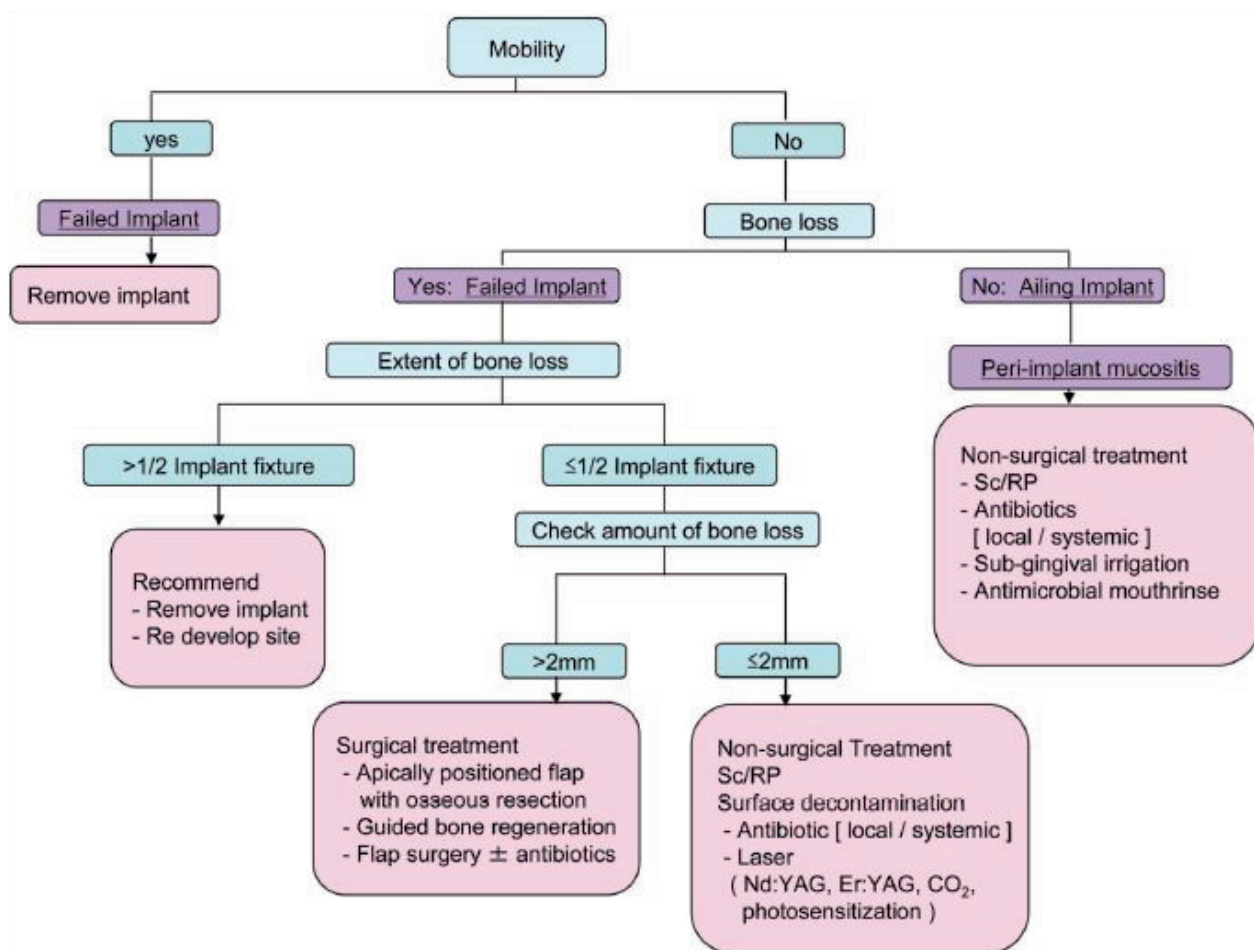 Mobility
yes
No
Failed Implant
Bone loss
Remove implant
Yes: Failed Implant
No: Ailing Implant
Extent of bone loss
Peri-implant mucositis
>1/2 Implant fixture
≤1/2 Implant fixture
Non-surgical treatment
- Sc/RP
- Antibiotics
[ local / systemic ]
- Sub-gingival irrigation
- Antimicrobial mouthrinse
Check amount of bone loss
Recommend
- Remove implant
- Re develop site
>2mm
≤2mm
Surgical treatment
- Apically positioned flap
with osseous resection
- Guided bone regeneration
- Flap surgery ± antibiotics
Non-surgical Treatment
Sc/RP
Surface decontamination
- Antibiotic [ local / systemic ]
- Laser
( Nd:YAG, Er:YAG, CO₂,
photosensitization )